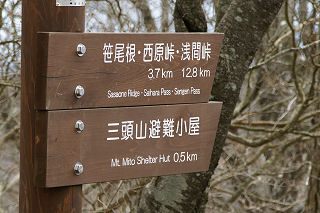 笹尾根・西原峠・浅間峠
3.7km 12.8km
Sasaone Ridge・Saihara Pass・Sengen Pass
三頭山避難小屋
Mt. Mito Shelter Hut 0.5km